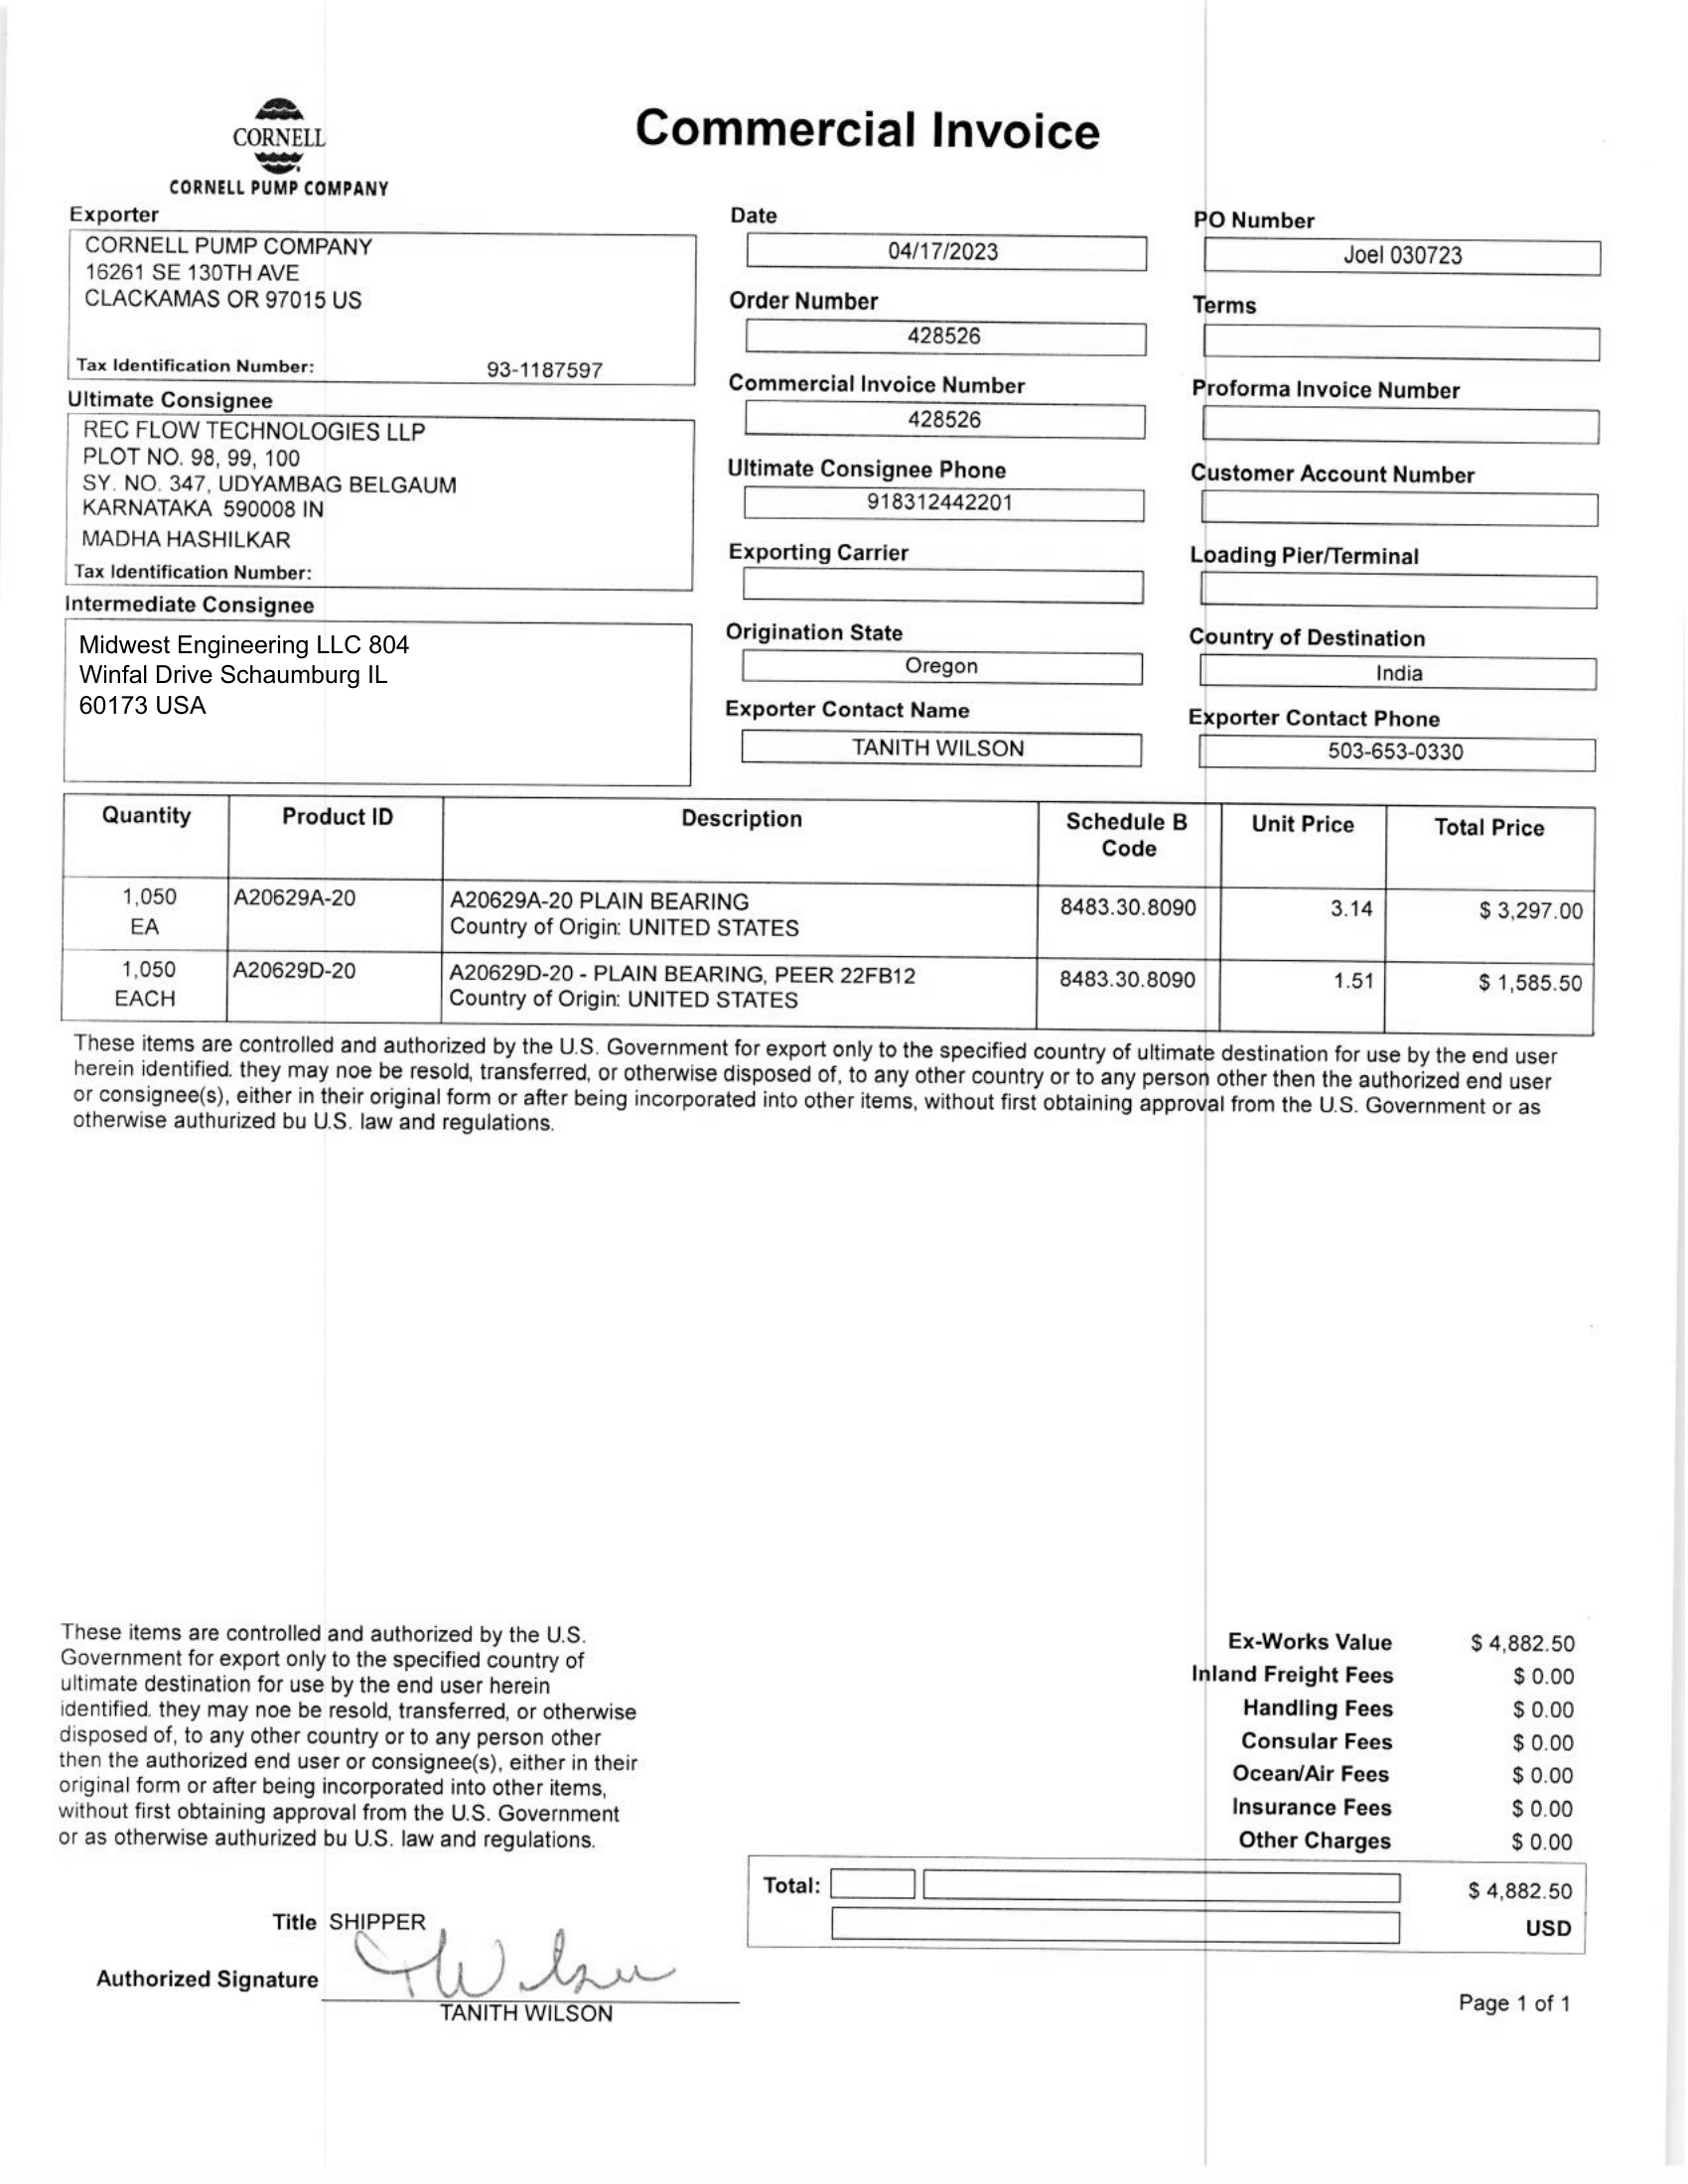 CORNELL
CORNELL PUMP COMPANY
Commercial Invoice
Exporter
CORNELL PUMP COMPANY
16261 SE 130TH AVE
CLACKAMAS OR 97015 US
Tax Identification Number: 93-1187597
Date
04/17/2023
PO Number
Joel 030723
Order Number
428526
Terms
Commercial Invoice Number
428526
Proforma Invoice Number
Ultimate Consignee
REC FLOW TECHNOLOGIES LLP
PLOT NO. 98, 99, 100
SY. NO. 347, UDYAMBAG BELGAUM
KARNATAKA 590008 IN
MADHA HASHILKAR
Tax Identification Number:
Ultimate Consignee Phone
918312442201
Customer Account Number
Exporting Carrier
Loading Pier/Terminal
Intermediate Consignee
Midwest Engineering LLC 804
Winfal Drive Schaumburg IL
60173 USA
Origination State
Oregon
Country of Destination
India
Exporter Contact Name
TANITH WILSON
Exporter Contact Phone
503-653-0330
Quantity Product ID Description Schedule B Code Unit Price Total Price
1,050 A20629A-20 A20629A-20 PLAIN BEARING 8483.30.8090 3.14 $ 3,297.00
EA Country of Origin: UNITED STATES
1,050 A20629D-20 A20629D-20 - PLAIN BEARING, PEER 22FB12 8483.30.8090 1.51 $ 1,585.50
EACH Country of Origin: UNITED STATES
These items are controlled and authorized by the U.S. Government for export only to the specified country of ultimate destination for use by the end user
herein identified. they may noe be resold, transferred, or otherwise disposed of, to any other country or to any person other then the authorized end user
or consignee(s), either in their original form or after being incorporated into other items, without first obtaining approval from the U.S. Government or as
otherwise authurized bu U.S. law and regulations.
These items are controlled and authorized by the U.S.
Government for export only to the specified country of
ultimate destination for use by the end user herein
identified. they may noe be resold, transferred, or otherwise
disposed of, to any other country or to any person other
then the authorized end user or consignee(s), either in their
original form or after being incorporated into other items,
without first obtaining approval from the U.S. Government
or as otherwise authurized bu U.S. law and regulations.
Ex-Works Value $ 4,882.50
Inland Freight Fees $ 0.00
Handling Fees $ 0.00
Consular Fees $ 0.00
Ocean/Air Fees $ 0.00
Insurance Fees $ 0.00
Other Charges $ 0.00
Total: $ 4,882.50
USD
Title SHIPPER
Authorized Signature TWilson
TANITH WILSON
Page 1 of 1